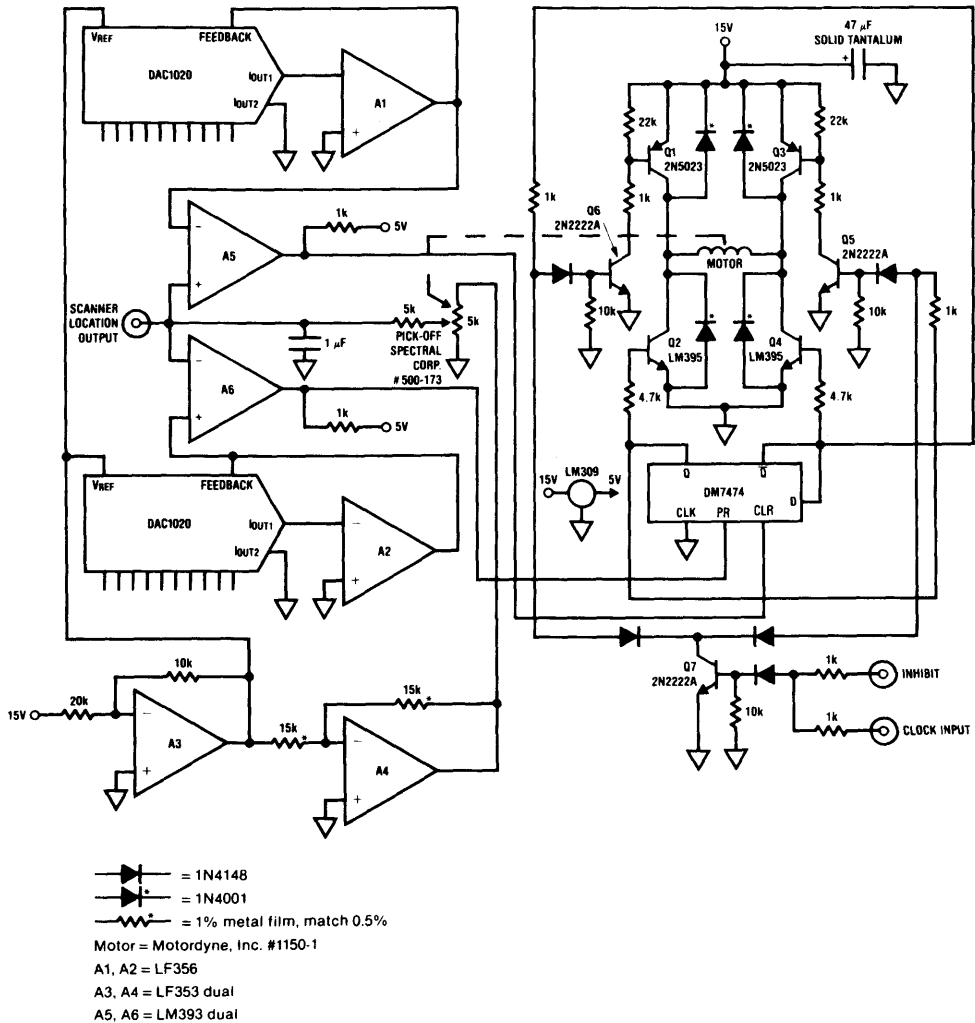 VREF
FEEDBACK
DAC1020
IOUT1
IOUT2
A1
+
15V
47 µF
SOLID TANTALUM
+
22k
*
*
22k
Q1
2N5023
Q3
2N5023
1k
1k
1k
Q6
2N2222A
Q5
2N2222A
MOTOR
10k
10k
1k
*
*
Q2
LM395
Q4
LM395
4.7k
4.7k
-
A5
+
1k
5V
SCANNER
LOCATION
OUTPUT
1 µF
5k
5k
PICK-OFF
SPECTRAL
CORP.
#500-173
-
A6
+
1k
5V
LM309
15V
5V
Q
Q̅
DM7474
D
CLK
PR
CLR
VREF
FEEDBACK
DAC1020
IOUT1
IOUT2
-
A2
+
10k
15V
20k
-
A3
+
15k
*
15k
*
-
A4
+
Q7
2N2222A
10k
1k
INHIBIT
1k
CLOCK INPUT
= 1N4148
* = 1N4001
* = 1% metal film, match 0.5%
Motor = Motordyne, Inc. #1150-1
A1, A2 = LF356
A3, A4 = LF353 dual
A5, A6 = LM393 dual